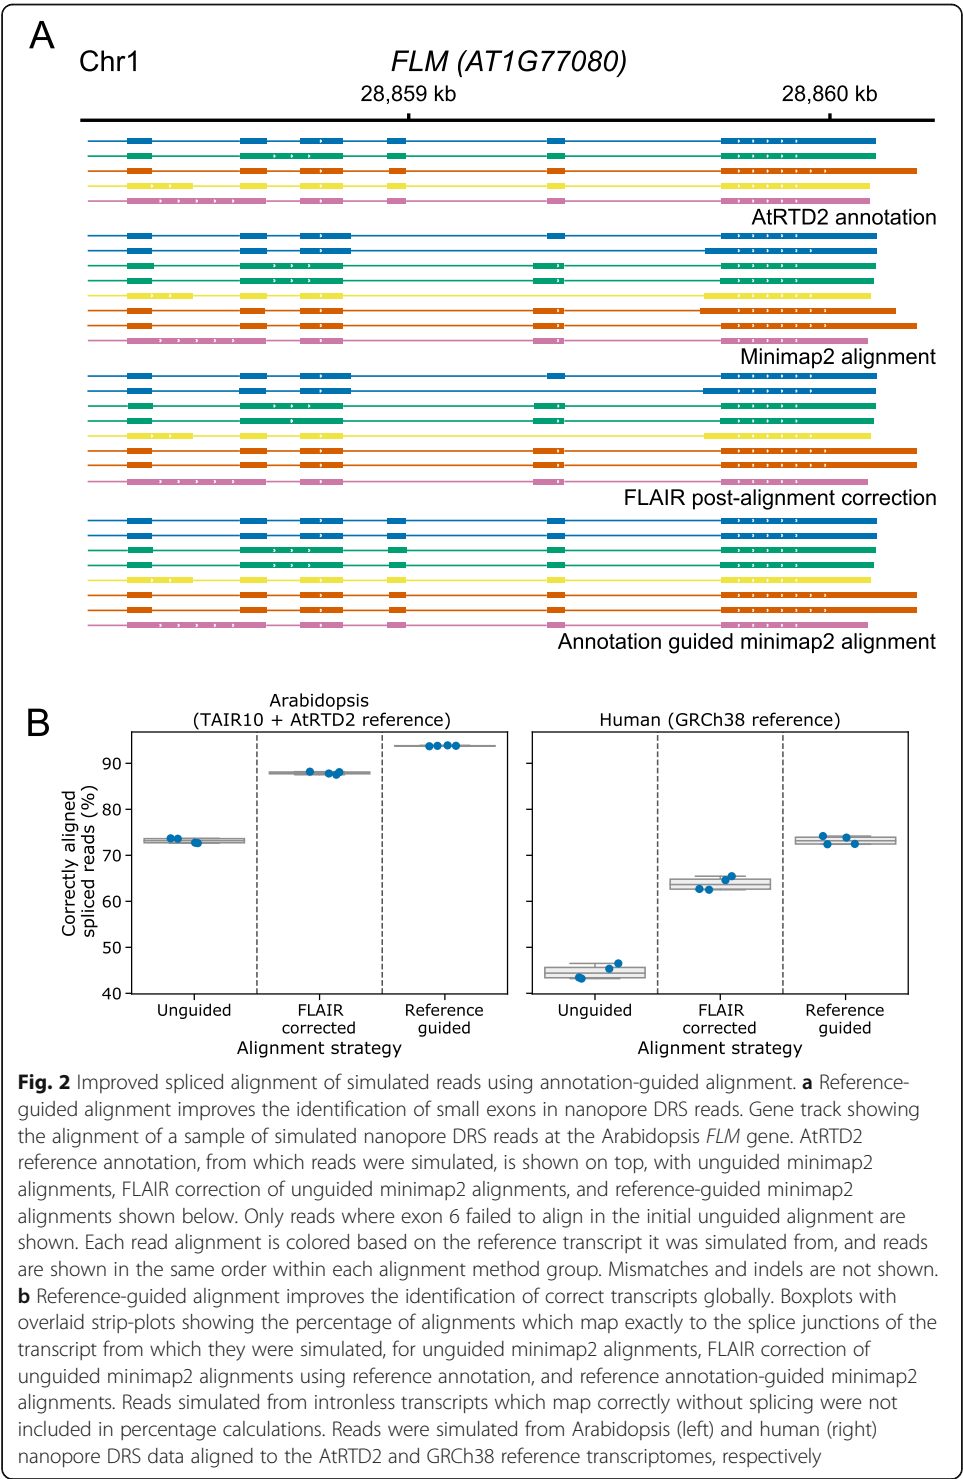 A
Chr1
FLM (AT1G77080)
28,859 kb
28,860 kb
AtRTD2 annotation
Minimap2 alignment
FLAIR post-alignment correction
Annotation guided minimap2 alignment
B
Arabidopsis
(TAIR10 + AtRTD2 reference)
Human (GRCh38 reference)
Correctly aligned
spliced reads (%)
90
80
70
60
50
40
Unguided
FLAIR
corrected
Reference
guided
Alignment strategy
Unguided
FLAIR
corrected
Reference
guided
Alignment strategy
Fig. 2 Improved spliced alignment of simulated reads using annotation-guided alignment. a Reference-
guided alignment improves the identification of small exons in nanopore DRS reads. Gene track showing
the alignment of a sample of simulated nanopore DRS reads at the Arabidopsis FLM gene. AtRTD2
reference annotation, from which reads were simulated, is shown on top, with unguided minimap2
alignments, FLAIR correction of unguided minimap2 alignments, and reference-guided minimap2
alignments shown below. Only reads where exon 6 failed to align in the initial unguided alignment are
shown. Each read alignment is colored based on the reference transcript it was simulated from, and reads
are shown in the same order within each alignment method group. Mismatches and indels are not shown.
b Reference-guided alignment improves the identification of correct transcripts globally. Boxplots with
overlaid strip-plots showing the percentage of alignments which map exactly to the splice junctions of the
transcript from which they were simulated, for unguided minimap2 alignments, FLAIR correction of
unguided minimap2 alignments using reference annotation, and reference annotation-guided minimap2
alignments. Reads simulated from intronless transcripts which map correctly without splicing were not
included in percentage calculations. Reads were simulated from Arabidopsis (left) and human (right)
nanopore DRS data aligned to the AtRTD2 and GRCh38 reference transcriptomes, respectively